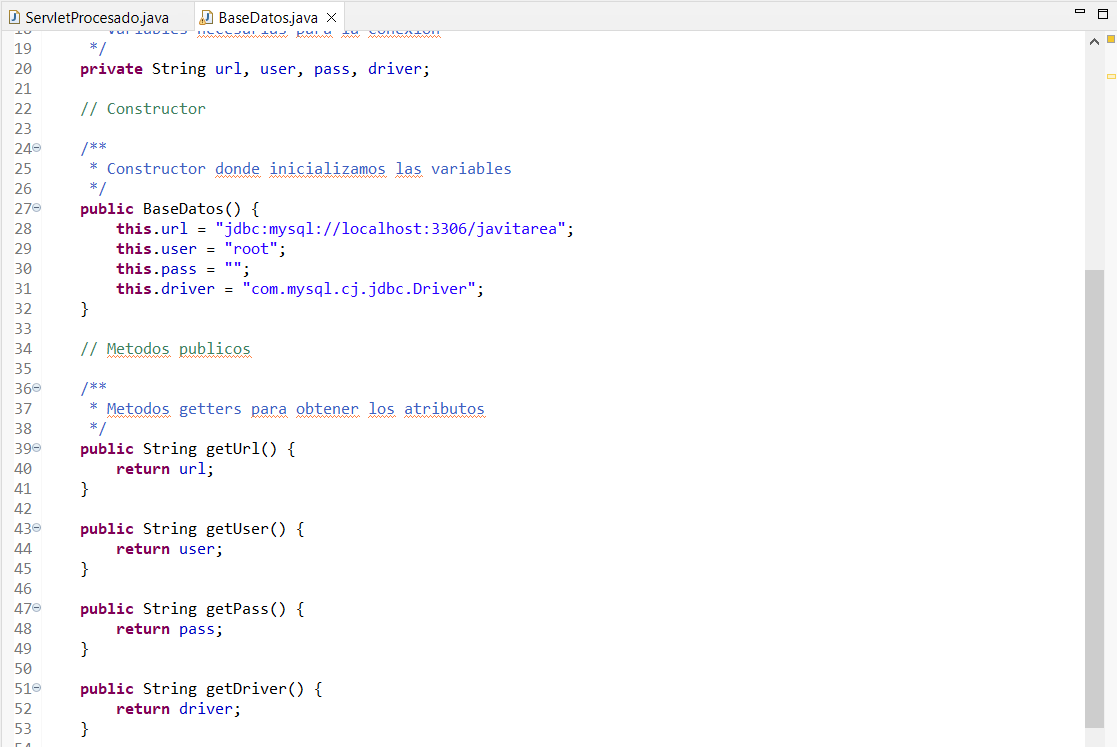 ServletProcesado.java BaseDatos.java
18 Variables necesarias para la conexion
19 */
20 private String url, user, pass, driver;
21
22 // Constructor
23
24 /**
25 * Constructor donde inicializamos las variables
26 */
27 public BaseDatos() {
28 this.url = "jdbc:mysql://localhost:3306/javitarea";
29 this.user = "root";
30 this.pass = "";
31 this.driver = "com.mysql.cj.jdbc.Driver";
32 }
33
34 // Metodos publicos
35
36 /**
37 * Metodos getters para obtener los atributos
38 */
39 public String getUrl() {
40 return url;
41 }
42
43 public String getUser() {
44 return user;
45 }
46
47 public String getPass() {
48 return pass;
49 }
50
51 public String getDriver() {
52 return driver;
53 }
54